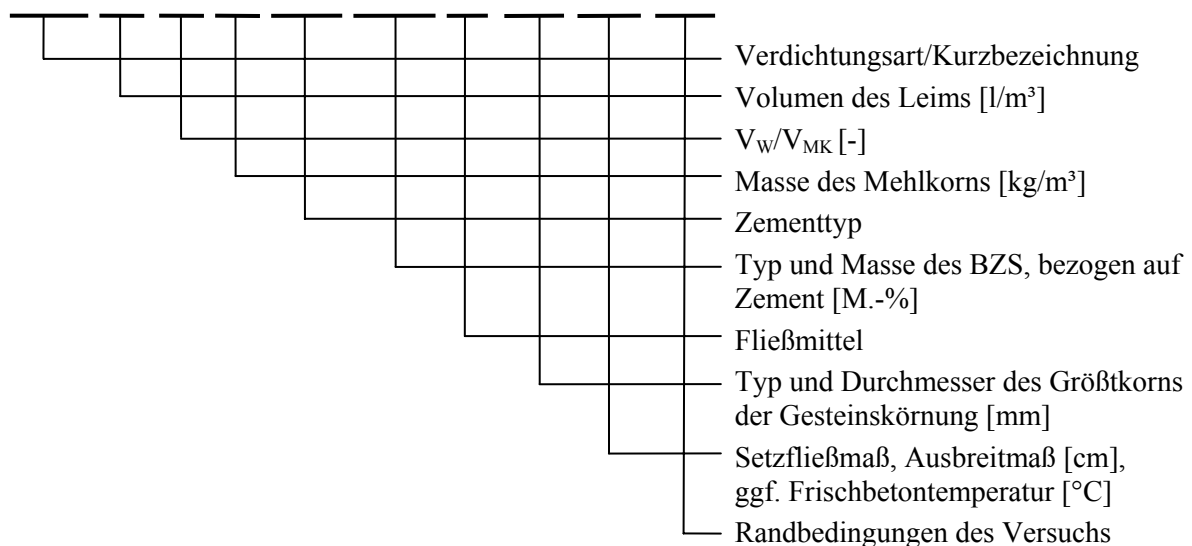 Verdichtungsart/Kurzbezeichnung
Volumen des Leims [l/m³]
V_W/V_MK [-]
Masse des Mehlkorns [kg/m³]
Zementtyp
Typ und Masse des BZS, bezogen auf
Zement [M.-%]
Fließmittel
Typ und Durchmesser des Größtkorns
der Gesteinskörnung [mm]
Setzfließmaß, Ausbreitmaß [cm],
ggf. Frischbetontemperatur [°C]
Randbedingungen des Versuchs